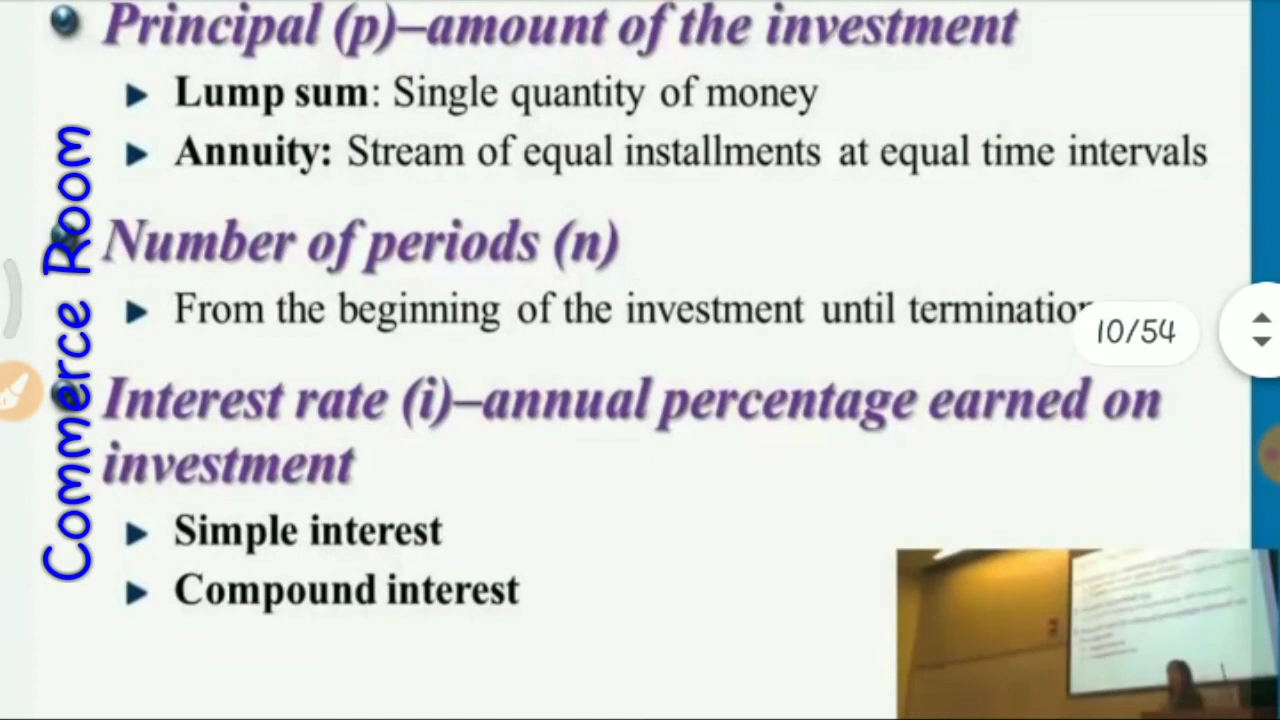 Principal (p)–amount of the investment
Lump sum: Single quantity of money
Annuity: Stream of equal installments at equal time intervals
Number of periods (n)
From the beginning of the investment until termination
10/54
Interest rate (i)–annual percentage earned on
investment
Simple interest
Compound interest
Commerce Room